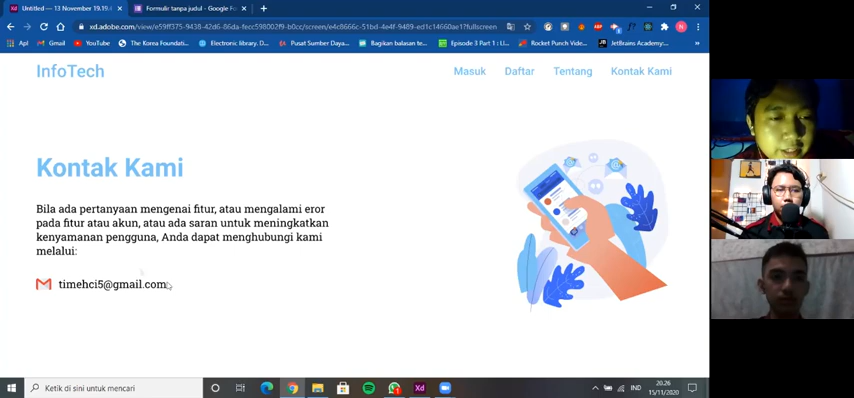 Untitled — 13 November 19.19.4
Formulir tanpa judul - Google Fo
xd.adobe.com/view/e59ff375-9438-42d6-86da-fecc598002f9-b0cc/screen/e4c8666c-51bd-4e4f-9489-ed1c14660ae1?fullscreen
Apl
Gmail
YouTube
The Korea Foundatio...
Electronic library. D...
Pusat Sumber Daya...
Bagikan balasan te...
Episode 3 Part 1 : Li...
Rocket Punch Vide...
JetBrains Academy:...
»
InfoTech
Masuk
Daftar
Tentang
Kontak Kami
Kontak Kami
Bila ada pertanyaan mengenai fitur, atau mengalami eror
pada fitur atau akun, atau ada saran untuk meningkatkan
kenyamanan pengguna, Anda dapat menghubungi kami
melalui:
timehci5@gmail.com
Ketik di sini untuk mencari
Xd
IND
20.26
15/11/2020